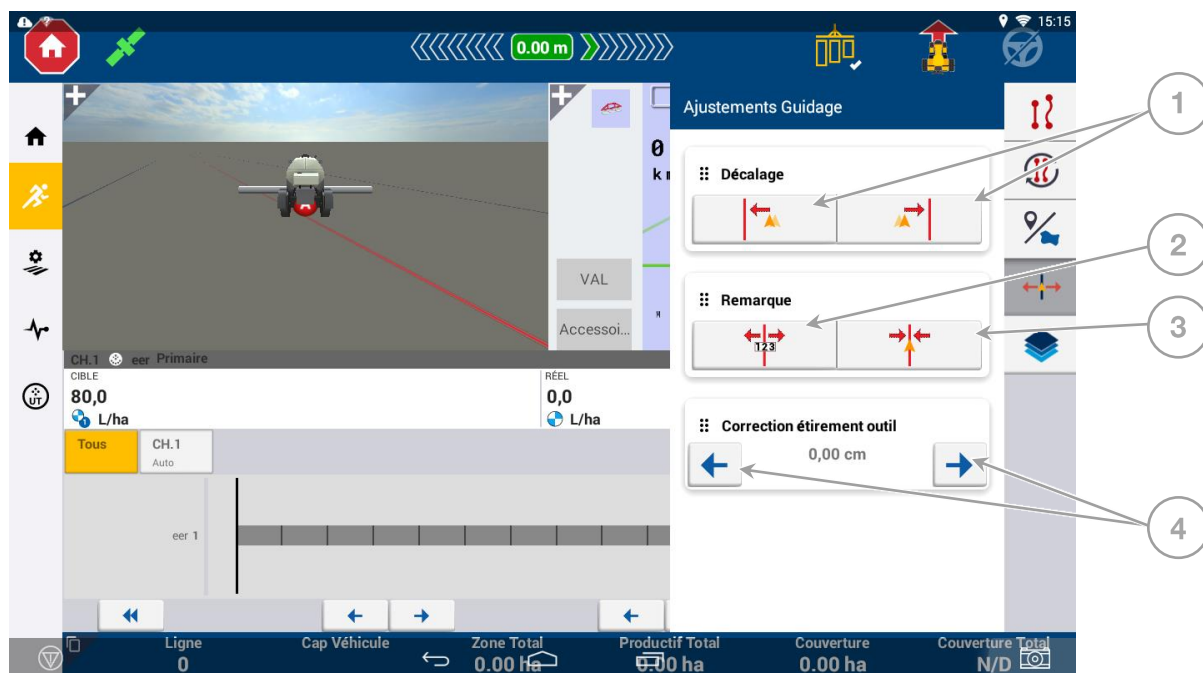 15:15
0.00 m
Ajustements Guidage
1
0
Décalage
2
VAL
Remarque
123
3
Accessoi...
CH.1 eer Primaire
CIBLE
RÉEL
80,0
0,0
1 L/ha
L/ha
Correction étirement outil
0,00 cm
Tous
CH.1
Auto
4
eer 1
UT
Ligne
Cap Véhicule
Zone Total
Productif Total
Couverture
Couverture Total
0
0.00 ha
0.00 ha
0.00 ha
N/D